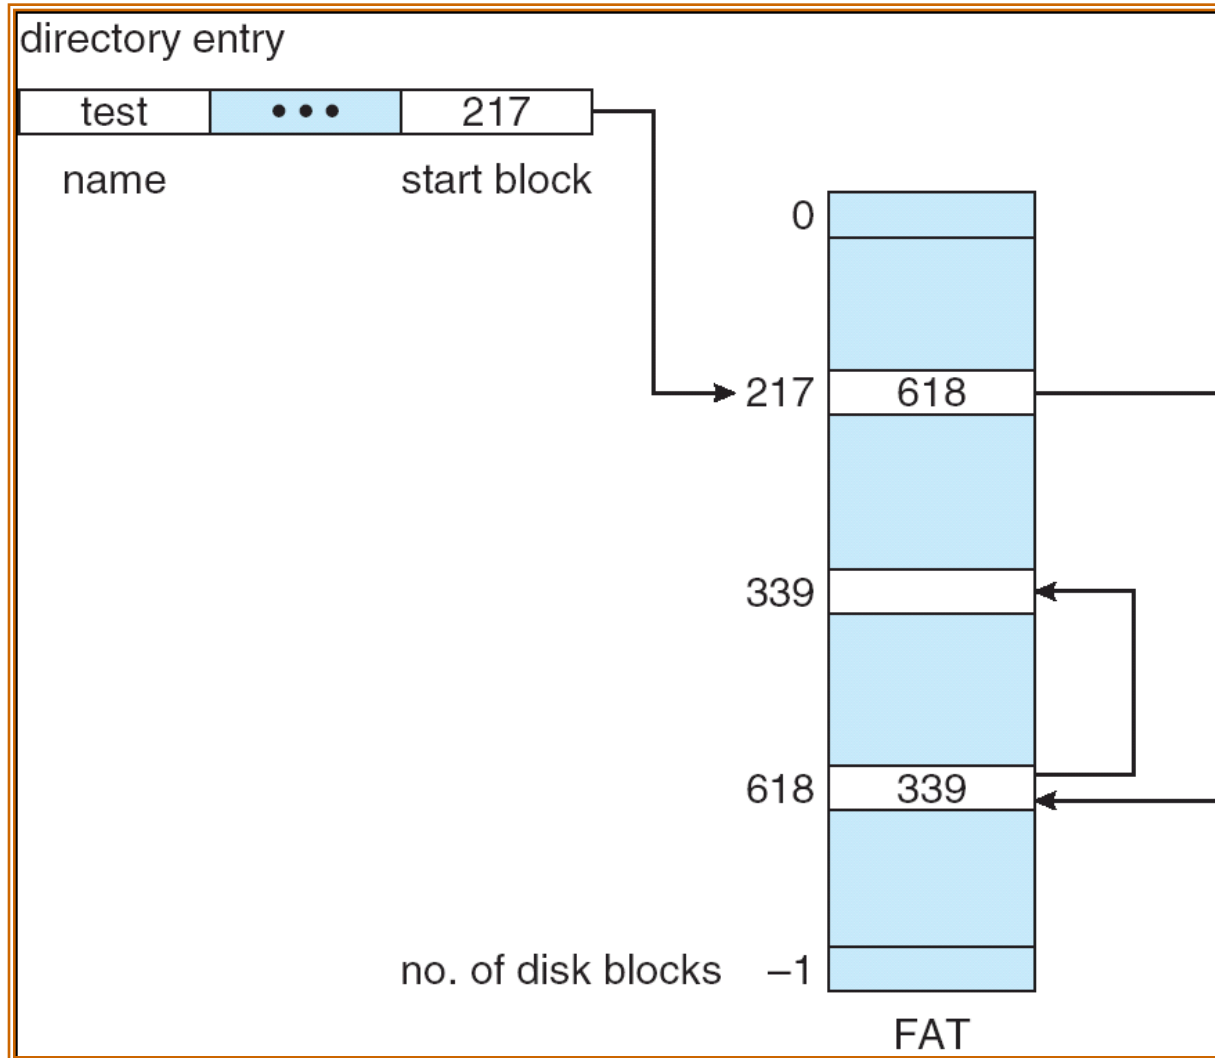 directory entry
test ••• 217
name start block
0
217 618
339
618 339
no. of disk blocks –1
FAT